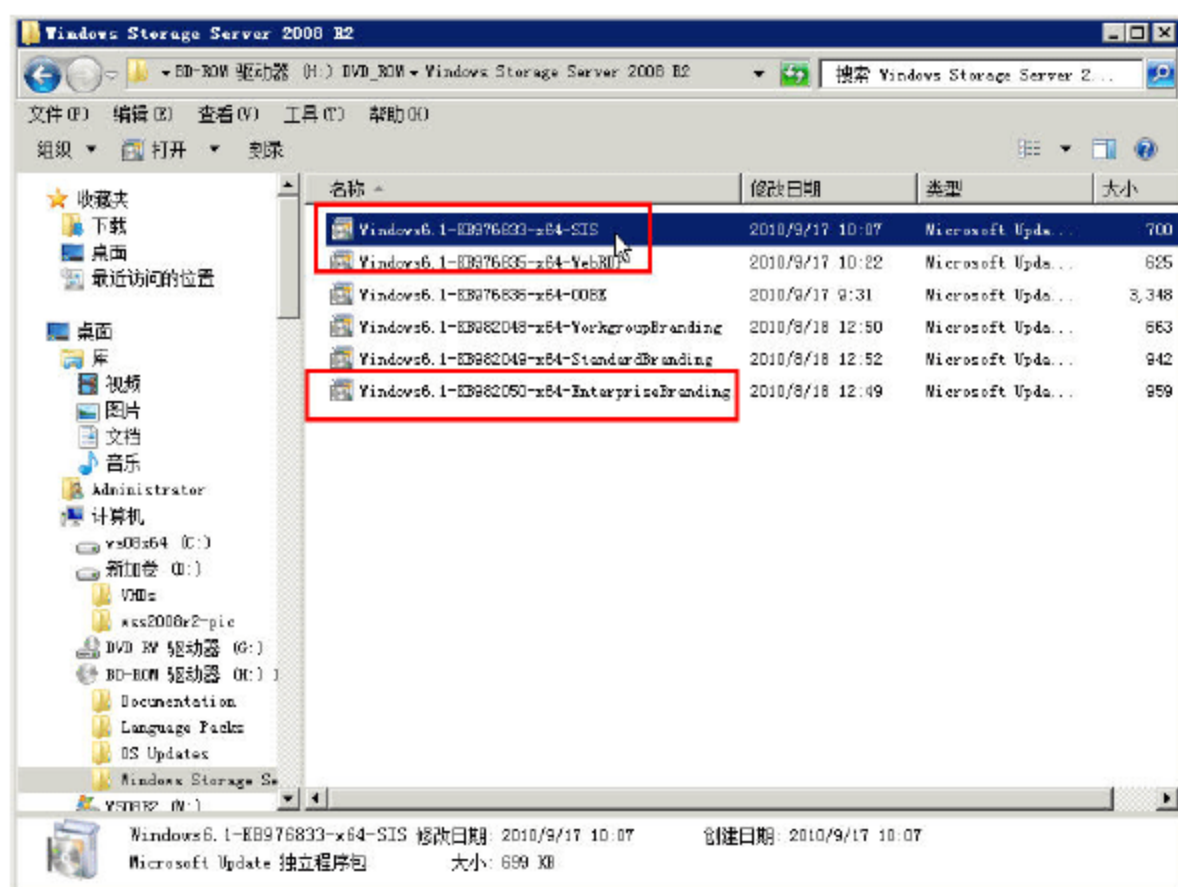 Windows Storage Server 2008 R2
BD-ROM 驱动器 (H:) DVD_ROM Windows Storage Server 2008 R2
搜索 Windows Storage Server 2...
文件(F) 编辑(E) 查看(V) 工具(T) 帮助(H)
组织 打开 刻录
收藏夹
下载
桌面
最近访问的位置
桌面
库
视频
图片
文档
音乐
Administrator
计算机
ws08x64 (C:)
新加卷 (D:)
VHDs
wss2008r2-pic
DVD RW 驱动器 (G:)
BD-ROM 驱动器 (H:)
Documentation
Language Packs
OS Updates
Windows Storage Se
名称 修改日期 类型 大小
Windows6.1-KB976833-x64-SIS 2010/9/17 10:07 Microsoft Upda... 700
Windows6.1-KB976835-x64-WebRDP 2010/9/17 10:22 Microsoft Upda... 625
Windows6.1-KB976836-x64-OOBE 2010/9/17 9:31 Microsoft Upda... 3,348
Windows6.1-KB982048-x64-WorkgroupBranding 2010/8/18 12:50 Microsoft Upda... 663
Windows6.1-KB982049-x64-StandardBranding 2010/8/18 12:52 Microsoft Upda... 942
Windows6.1-KB982050-x64-EnterpriseBranding 2010/8/18 12:49 Microsoft Upda... 959
Windows6.1-KB976833-x64-SIS 修改日期: 2010/9/17 10:07 创建日期: 2010/9/17 10:07
Microsoft Update 独立程序包 大小: 699 KB